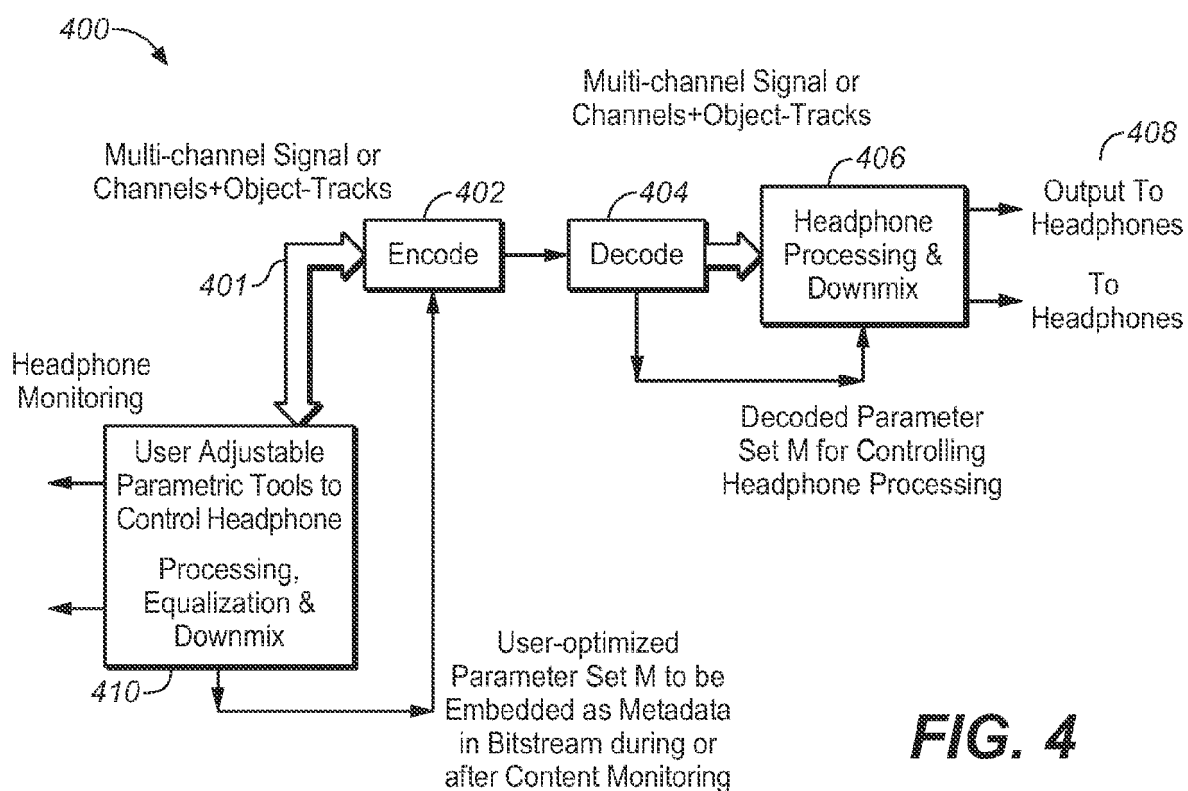 400
Multi-channel Signal or
Channels+Object-Tracks
Multi-channel Signal or
Channels+Object-Tracks
408
406
402
404
Output To
Headphones
Headphone
Processing &
Downmix
Encode
Decode
401
To
Headphones
Headphone
Monitoring
Decoded Parameter
Set M for Controlling
Headphone Processing
User Adjustable
Parametric Tools to
Control Headphone
Processing,
Equalization &
Downmix
410
User-optimized
Parameter Set M to be
Embedded as Metadata
in Bitstream during or
after Content Monitoring
FIG. 4